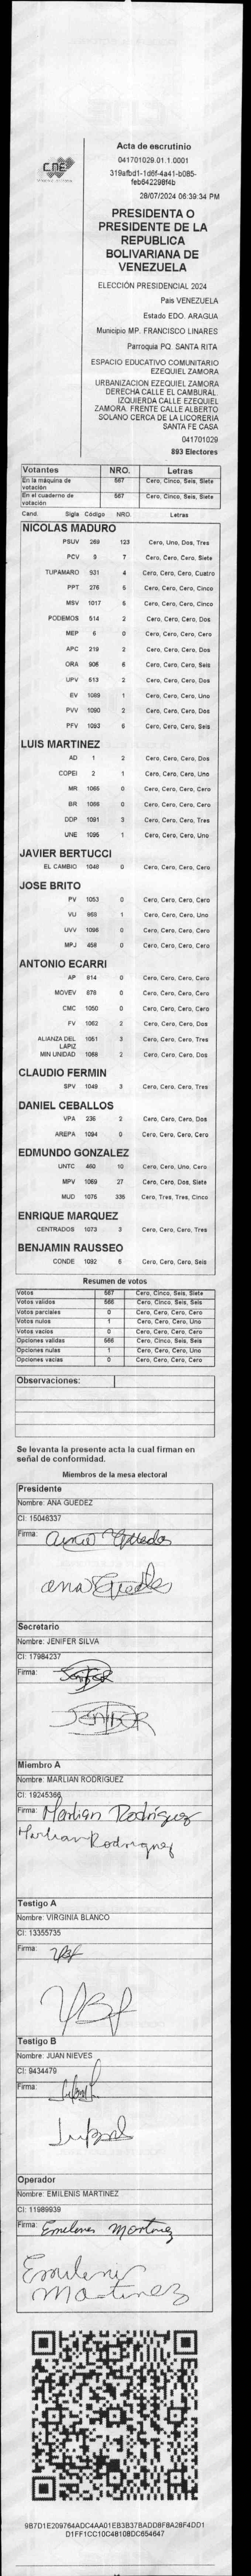 Acta de escrutinio
041701029.01.1.0001
319afbd1-1d6f-4a41-b085-
feb642298f4b
28/07/2024 06:39:34 PM
CNE
PRESIDENTA O
PRESIDENTE DE LA
REPUBLICA
BOLIVARIANA DE
VENEZUELA
ELECCIÓN PRESIDENCIAL 2024
País VENEZUELA
Estado EDO. ARAGUA
Municipio MP. FRANCISCO LINARES
Parroquia PQ. SANTA RITA
ESPACIO EDUCATIVO COMUNITARIO
EZEQUIEL ZAMORA
URBANIZACION EZEQUIEL ZAMORA
DERECHA CALLE EL CAMBURAL.
IZQUIERDA CALLE EZEQUIEL
ZAMORA. FRENTE CALLE ALBERTO
SOLANO CERCA DE LA LICORERIA
SANTA FE CASA
041701029
893 Electores
Votantes NRO. Letras
En la máquina de votación 567 Cero, Cinco, Seis, Siete
En el cuaderno de votación 567 Cero, Cinco, Seis, Siete
Cand. Sigla Código NRO. Letras
NICOLAS MADURO
PSUV 269 123 Cero, Uno, Dos, Tres
PCV 9 7 Cero, Cero, Cero, Siete
TUPAMARO 931 4 Cero, Cero, Cero, Cuatro
PPT 276 5 Cero, Cero, Cero, Cinco
MSV 1017 5 Cero, Cero, Cero, Cinco
PODEMOS 514 2 Cero, Cero, Cero, Dos
MEP 6 0 Cero, Cero, Cero, Cero
APC 219 2 Cero, Cero, Cero, Dos
ORA 906 6 Cero, Cero, Cero, Seis
UPV 613 2 Cero, Cero, Cero, Dos
EV 1089 1 Cero, Cero, Cero, Uno
PVV 1090 2 Cero, Cero, Cero, Dos
PFV 1093 6 Cero, Cero, Cero, Seis
LUIS MARTINEZ
AD 1 2 Cero, Cero, Cero, Dos
COPEI 2 1 Cero, Cero, Cero, Uno
MR 1065 0 Cero, Cero, Cero, Cero
BR 1066 0 Cero, Cero, Cero, Cero
DDP 1091 3 Cero, Cero, Cero, Tres
UNE 1095 1 Cero, Cero, Cero, Uno
JAVIER BERTUCCI
EL CAMBIO 1048 0 Cero, Cero, Cero, Cero
JOSE BRITO
PV 1053 0 Cero, Cero, Cero, Cero
VU 968 1 Cero, Cero, Cero, Uno
UVV 1096 0 Cero, Cero, Cero, Cero
MPJ 458 0 Cero, Cero, Cero, Cero
ANTONIO ECARRI
AP 914 0 Cero, Cero, Cero, Cero
MOVEV 878 0 Cero, Cero, Cero, Cero
CMC 1050 0 Cero, Cero, Cero, Cero
FV 1062 2 Cero, Cero, Cero, Dos
ALIANZA DEL LÁPIZ 1051 3 Cero, Cero, Cero, Tres
MIN UNIDAD 1068 2 Cero, Cero, Cero, Dos
CLAUDIO FERMIN
SPV 1049 3 Cero, Cero, Cero, Tres
DANIEL CEBALLOS
VPA 236 2 Cero, Cero, Cero, Dos
AREPA 1094 0 Cero, Cero, Cero, Cero
EDMUNDO GONZALEZ
UNTC 460 10 Cero, Cero, Uno, Cero
MPV 1069 27 Cero, Cero, Dos, Siete
MUD 1076 335 Cero, Tres, Tres, Cinco
ENRIQUE MARQUEZ
CENTRADOS 1073 3 Cero, Cero, Cero, Tres
BENJAMIN RAUSSEO
CONDE 1092 6 Cero, Cero, Cero, Seis
Resumen de votos
Votos 567 Cero, Cinco, Seis, Siete
Votos validos 566 Cero, Cinco, Seis, Seis
Votos parciales 0 Cero, Cero, Cero, Cero
Votos nulos 1 Cero, Cero, Cero, Uno
Votos vacios 0 Cero, Cero, Cero, Cero
Opciones validas 566 Cero, Cinco, Seis, Seis
Opciones nulas 1 Cero, Cero, Cero, Uno
Opciones vacias 0 Cero, Cero, Cero, Cero
Observaciones:
Se levanta la presente acta la cual firman en
señal de conformidad.
Miembros de la mesa electoral
Presidente
Nombre: ANA GUEDEZ
CI: 15046337
Firma: Ana Guedez
Ana Guedez
Secretario
Nombre: JENIFER SILVA
CI: 17984237
Firma: Jenifer
Jenifer
Miembro A
Nombre: MARLIAN RODRIGUEZ
CI: 19245366
Firma: Marlian Rodriguez
Marlian Rodriguez
Testigo A
Nombre: VIRGINIA BLANCO
CI: 13355735
Firma:
Testigo B
Nombre: JUAN NIEVES
CI: 9434479
Firma:
Operador
Nombre: EMILENIS MARTINEZ
CI: 11989939
Firma: Emilenis Martinez
Emilenis
Martinez
9B7D1E209764ADC4AA01EB3B37BADD8F8A28F4DD1
D1FF1CC10C48108DC654647